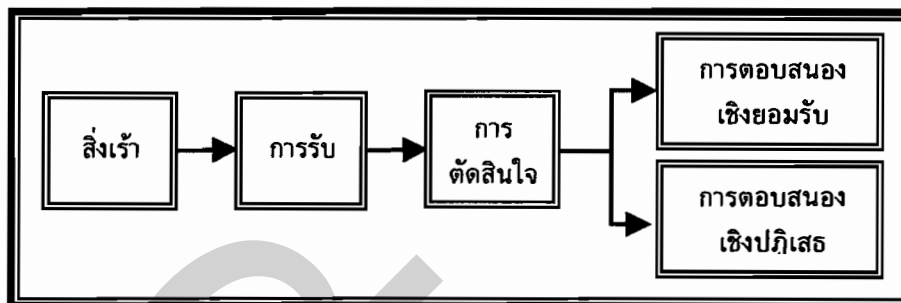 สิ่งเร้า
การรับ
การ
ตัดสินใจ
การตอบสนอง
เชิงยอมรับ
การตอบสนอง
เชิงปฏิเสธ